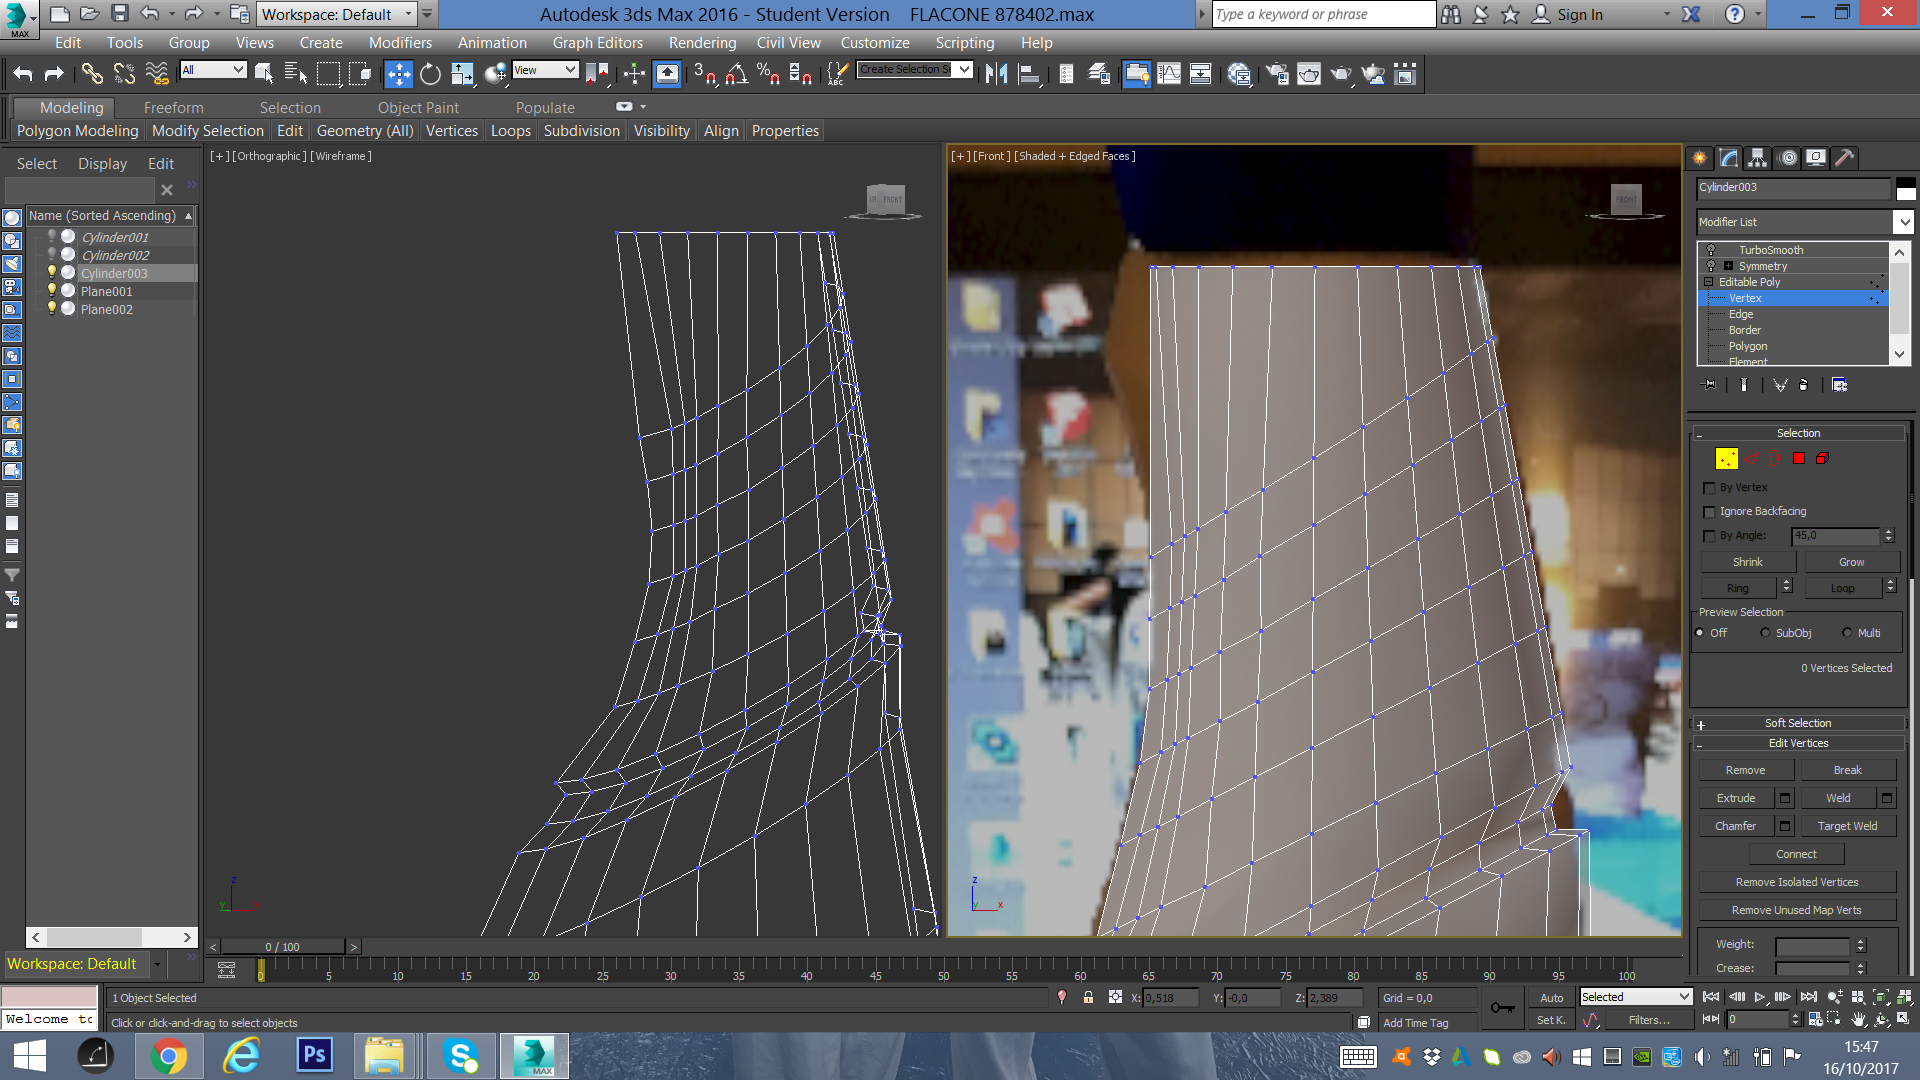 Workspace: Default
Autodesk 3ds Max 2016 - Student Version FLACONE 878402.max
Type a keyword or phrase
Sign In
MAX
Edit Tools Group Views Create Modifiers Animation Graph Editors Rendering Civil View Customize Scripting Help
All View Create Selection Se
Modeling Freeform Selection Object Paint Populate
Polygon Modeling Modify Selection Edit Geometry (All) Vertices Loops Subdivision Visibility Align Properties
Select Display Edit
Name (Sorted Ascending)
Cylinder001
Cylinder002
Cylinder003
Plane001
Plane002
[+] [Orthographic] [Wireframe]
FRONT
z
y
[+] [Front] [Shaded + Edged Faces]
FRONT
z
y x
Cylinder003
Modifier List
TurboSmooth
Symmetry
Editable Poly
Vertex
Edge
Border
Polygon
Element
Selection
By Vertex
Ignore Backfacing
By Angle: 45,0
Shrink Grow
Ring Loop
Preview Selection
Off SubObj Multi
0 Vertices Selected
Soft Selection
Edit Vertices
Remove Break
Extrude Weld
Chamfer Target Weld
Connect
Remove Isolated Vertices
Remove Unused Map Verts
Weight:
Crease:
< 0 / 100 >
Workspace: Default
0 5 10 15 20 25 30 35 40 45 50 55 60 65 70 75 80 85 90 95 100
1 Object Selected
X: 0,518 Y: -0,0 Z: 2,389 Grid = 0,0
Auto Selected
Welcome to
Click or click-and-drag to select objects
Add Time Tag
Set K. Filters... 0
Ps
MAX
15:47
16/10/2017